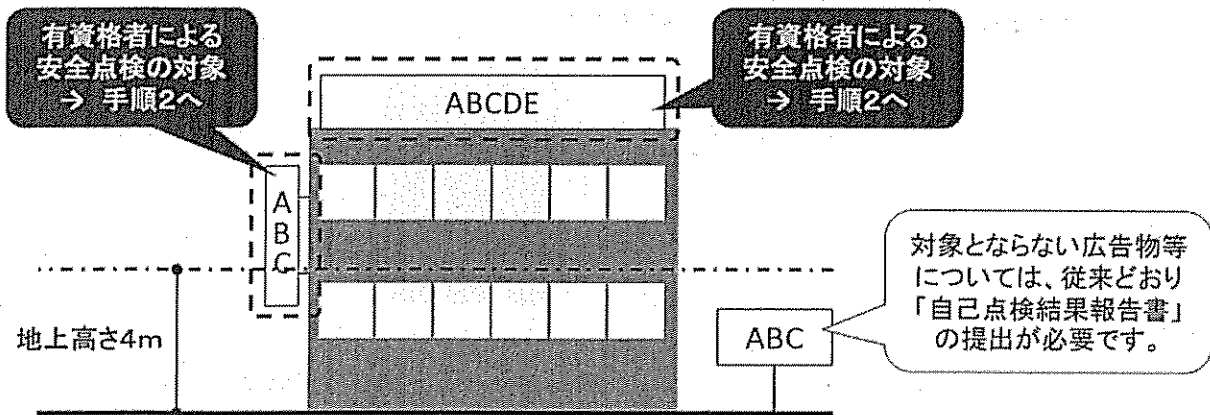 有資格者による
安全点検の対象
→ 手順2へ
有資格者による
安全点検の対象
→ 手順2へ
ABCDE
A
B
C
対象とならない広告物等
については、従来どおり
「自己点検結果報告書」
の提出が必要です。
地上高さ4m
ABC